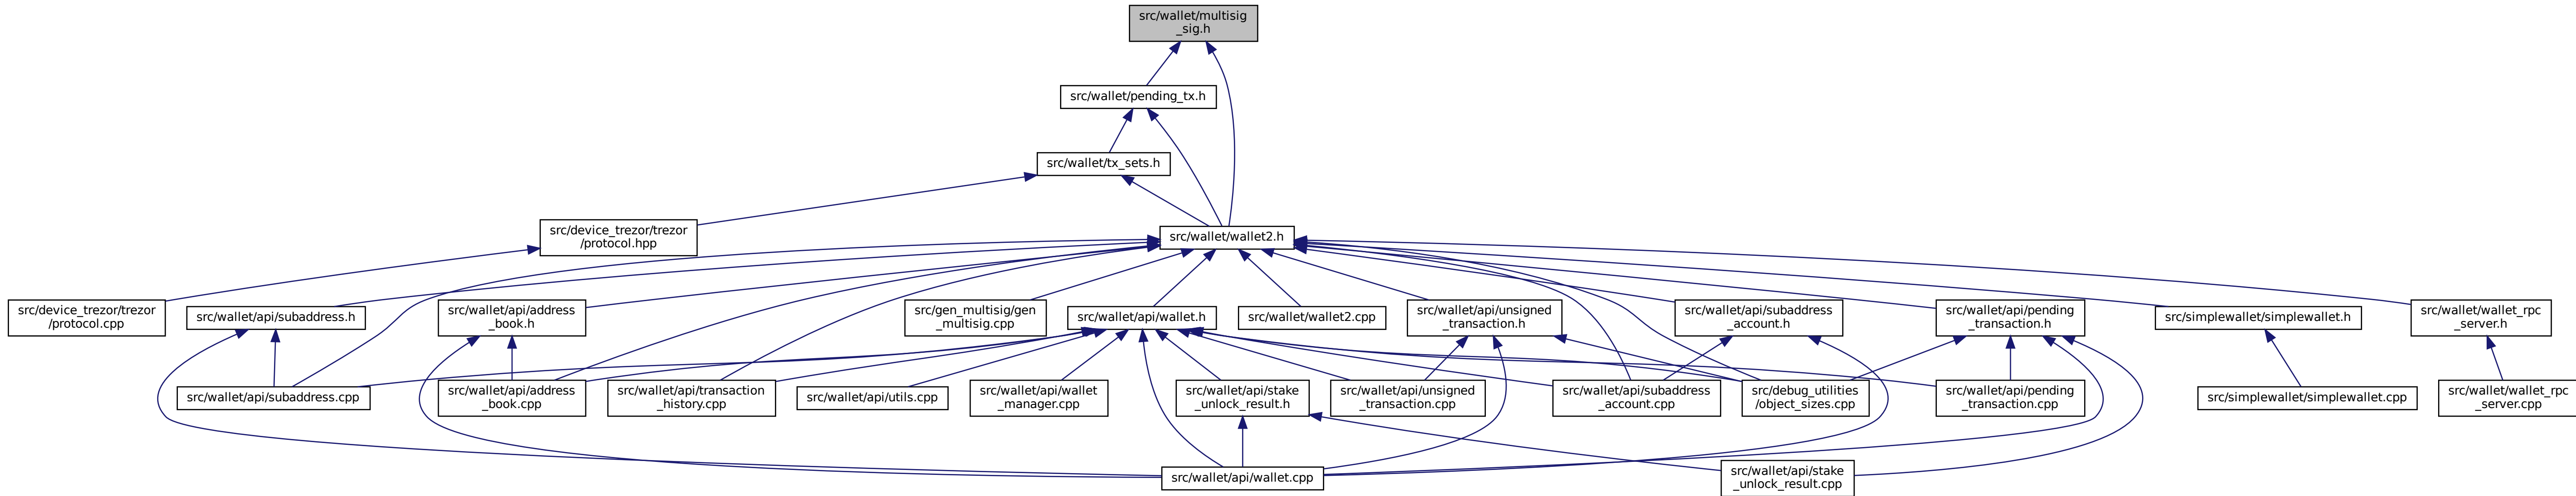 src/wallet/multisig
_sig.h
src/wallet/pending_tx.h
src/wallet/tx_sets.h
src/device_trezor/trezor
/protocol.hpp
src/wallet/wallet2.h
src/device_trezor/trezor
/protocol.cpp
src/wallet/api/subaddress.h
src/wallet/api/address
_book.h
src/gen_multisig/gen
_multisig.cpp
src/wallet/api/wallet.h
src/wallet/wallet2.cpp
src/wallet/api/unsigned
_transaction.h
src/wallet/api/subaddress
_account.h
src/wallet/api/pending
_transaction.h
src/simplewallet/simplewallet.h
src/wallet/wallet_rpc
_server.h
src/wallet/api/subaddress.cpp
src/wallet/api/address
_book.cpp
src/wallet/api/transaction
_history.cpp
src/wallet/api/utils.cpp
src/wallet/api/wallet
_manager.cpp
src/wallet/api/stake
_unlock_result.h
src/wallet/api/unsigned
_transaction.cpp
src/wallet/api/subaddress
_account.cpp
src/debug_utilities
/object_sizes.cpp
src/wallet/api/pending
_transaction.cpp
src/simplewallet/simplewallet.cpp
src/wallet/wallet_rpc
_server.cpp
src/wallet/api/wallet.cpp
src/wallet/api/stake
_unlock_result.cpp